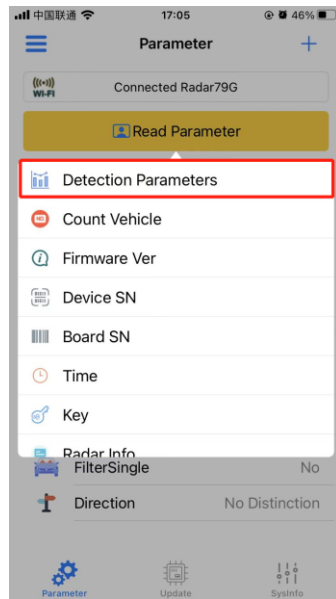 中国联通 17:05 46%
Parameter
WI-FI Connected Radar79G
Read Parameter
Detection Parameters
Count Vehicle
Firmware Ver
Device SN
Board SN
Time
Key
Radar Info
FilterSingle No
Direction No Distinction
Parameter Update SysInfo